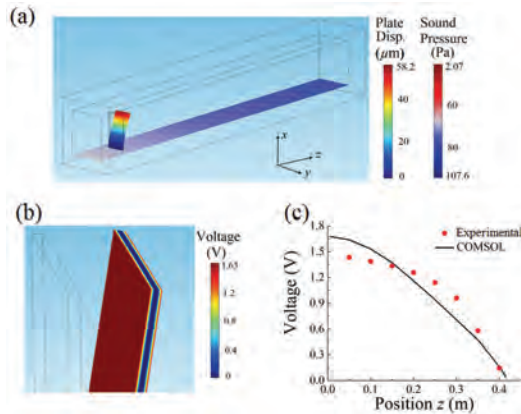 (a)
Plate Sound
Disp. Pressure
(μm) (Pa)
58.2 2.07
40 60
20 80
0 107.6
x
z
y
(b)
Voltage
(V)
1.65
1.2
0.8
0.4
0
(c)
Experimental
COMSOL
Voltage (V)
1.8
1.5
1.2
0.9
0.6
0.3
0.0
0.0 0.1 0.2 0.3 0.4
Position z (m)